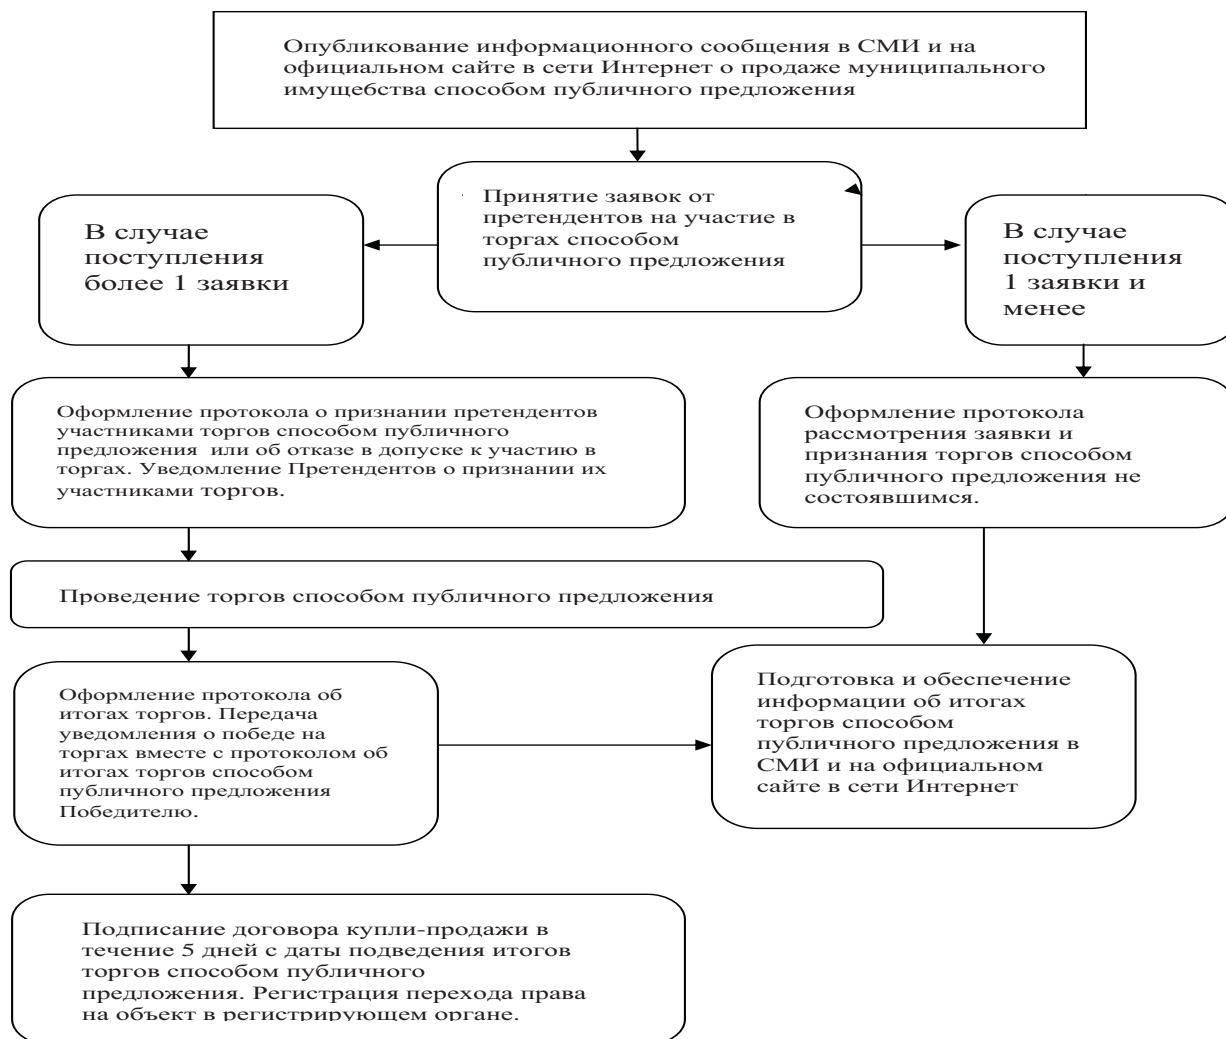 Опубликование информационного сообщения в СМИ и на
официальном сайте в сети Интернет о продаже муниципального
имуще6ства способом публичного предложения
Принятие заявок от
претендентов на участие в
торгах способом
публичного предложения
В случае
поступления
более 1 заявки
В случае
поступления
1 заявки и
менее
Оформление протокола о признании претендентов
участниками торгов способом публичного
предложения или об отказе в допуске к участию в
торгах. Уведомление Претендентов о признании их
участниками торгов.
Оформление протокола
рассмотрения заявки и
признания торгов способом
публичного предложения не
состоявшимся.
Проведение торгов способом публичного предложения
Оформление протокола об
итогах торгов. Передача
уведомления о победе на
торгах вместе с протоколом об
итогах торгов способом
публичного предложения
Победителю.
Подготовка и обеспечение
информации об итогах
торгов способом
публичного предложения в
СМИ и на официальном
сайте в сети Интернет
Подписание договора купли-продажи в
течение 5 дней с даты подведения итогов
торгов способом публичного
предложения. Регистрация перехода права
на объект в регистрирующем органе.